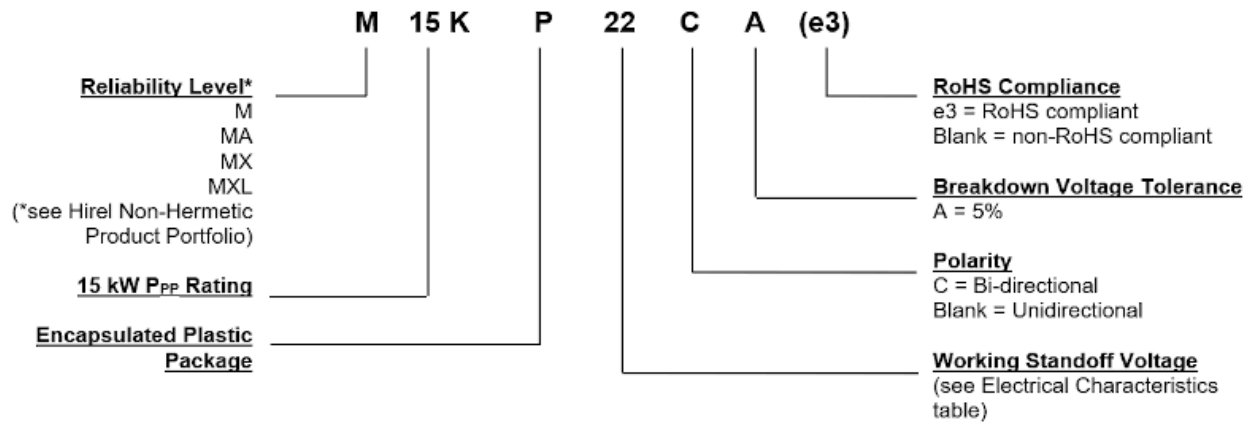 M 15 K P 22 C A (e3)
Reliability Level*
M
MA
MX
MXL
(*see Hirel Non-Hermetic
Product Portfolio)
15 kW PPP Rating
Encapsulated Plastic
Package
RoHS Compliance
e3 = RoHS compliant
Blank = non-RoHS compliant
Breakdown Voltage Tolerance
A = 5%
Polarity
C = Bi-directional
Blank = Unidirectional
Working Standoff Voltage
(see Electrical Characteristics
table)